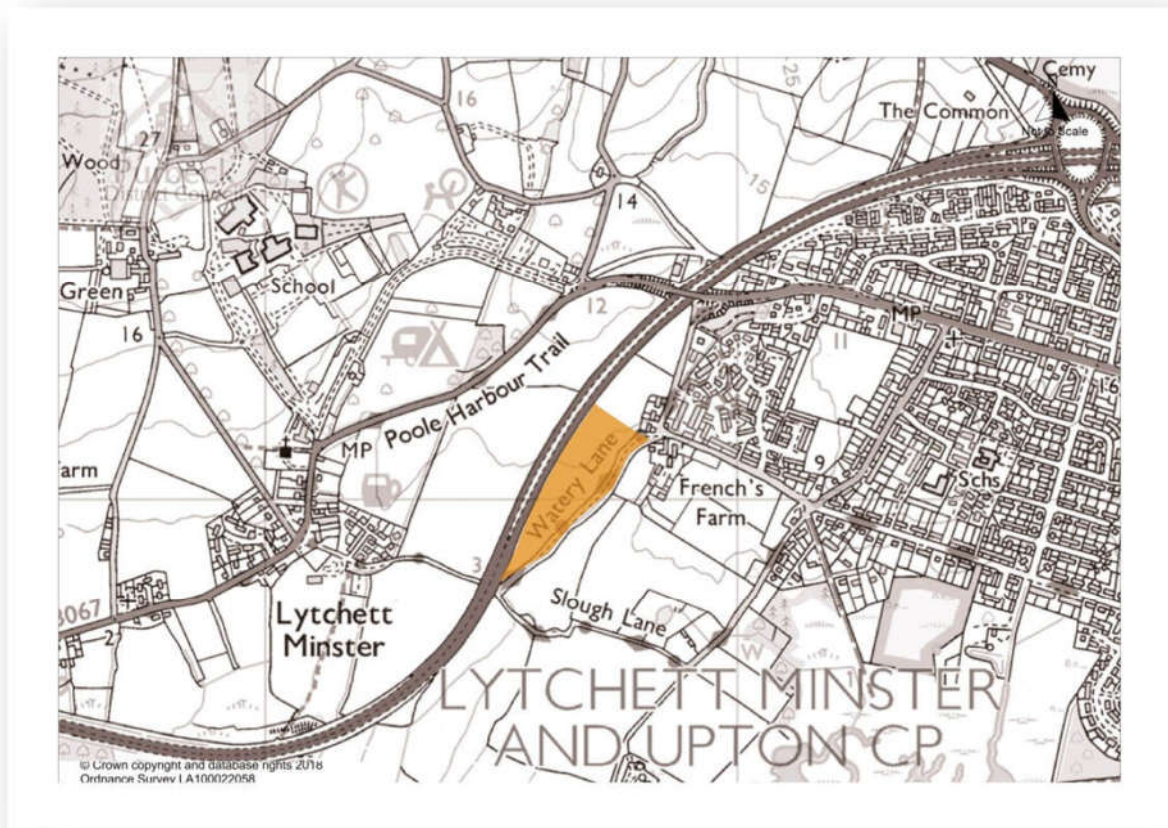 Cemy
25
16
The Common
Not to Scale
27
Wood
District
15
14
School
Green
12
MP
16
11
16
Poole Harbour Trail
MP
arm
9
Schs
Watery Lane
French's
Farm
3
Slough Lane
3067
2
Lytchett
Minster
W
LYTCHETT MINSTER
AND UPTON CP
© Crown copyright and database rights 2018
Ordnance Survey LA100022058